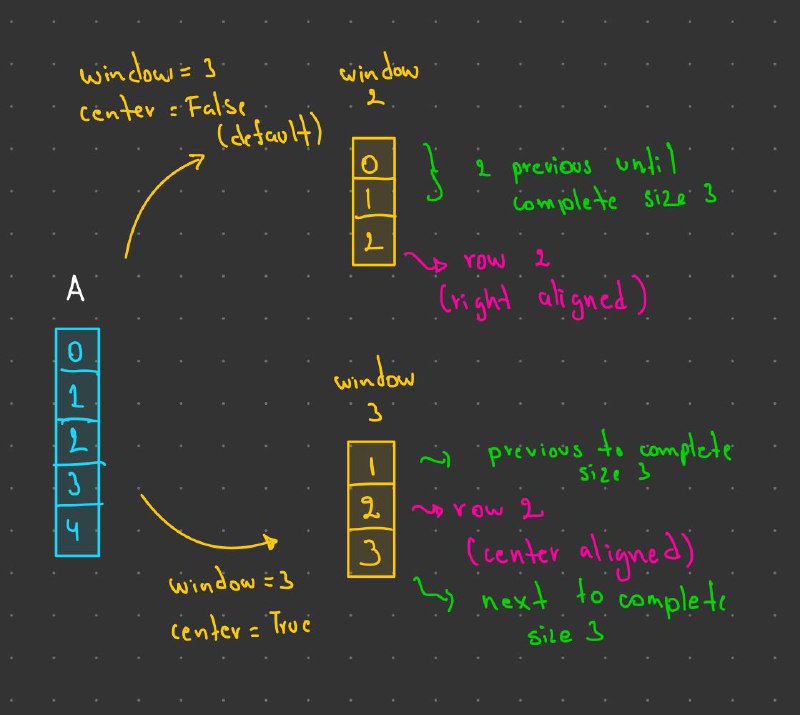 window = 3
center = False
(default)
window
2
0
1
2
} 2 previous until
complete size 3
row 2
(right aligned)
A
0
1
2
3
4
window
3
1
2
3
previous to complete
size 3
row 2
(center aligned)
next to complete
size 3
window = 3
center = True